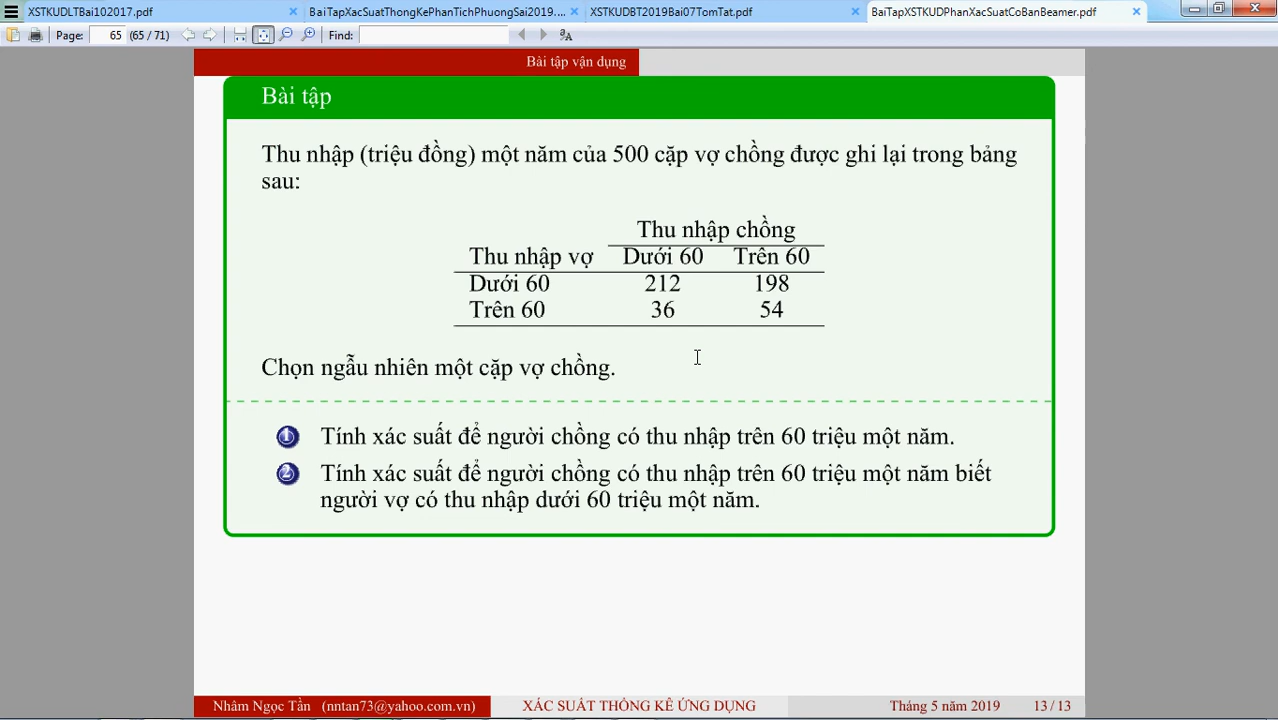 XSTKUDLTBai102017.pdf BaiTapXacSuatThongKePhanTichPhuongSai2019.... XSTKUDBT2019Bai07TomTat.pdf BaiTapXSTKUDPhanXacSuatCoBanBeamer.pdf
Page: 65 (65 / 71) Find:
Bài tập vận dụng
Bài tập
Thu nhập (triệu đồng) một năm của 500 cặp vợ chồng được ghi lại trong bảng
sau:
Thu nhập chồng
Thu nhập vợ Dưới 60 Trên 60
Dưới 60 212 198
Trên 60 36 54
Chọn ngẫu nhiên một cặp vợ chồng.
1 Tính xác suất để người chồng có thu nhập trên 60 triệu một năm.
2 Tính xác suất để người chồng có thu nhập trên 60 triệu một năm biết
người vợ có thu nhập dưới 60 triệu một năm.
Nhâm Ngọc Tần (nntan73@yahoo.com.vn) XÁC SUẤT THỐNG KÊ ỨNG DỤNG Tháng 5 năm 2019 13 / 13